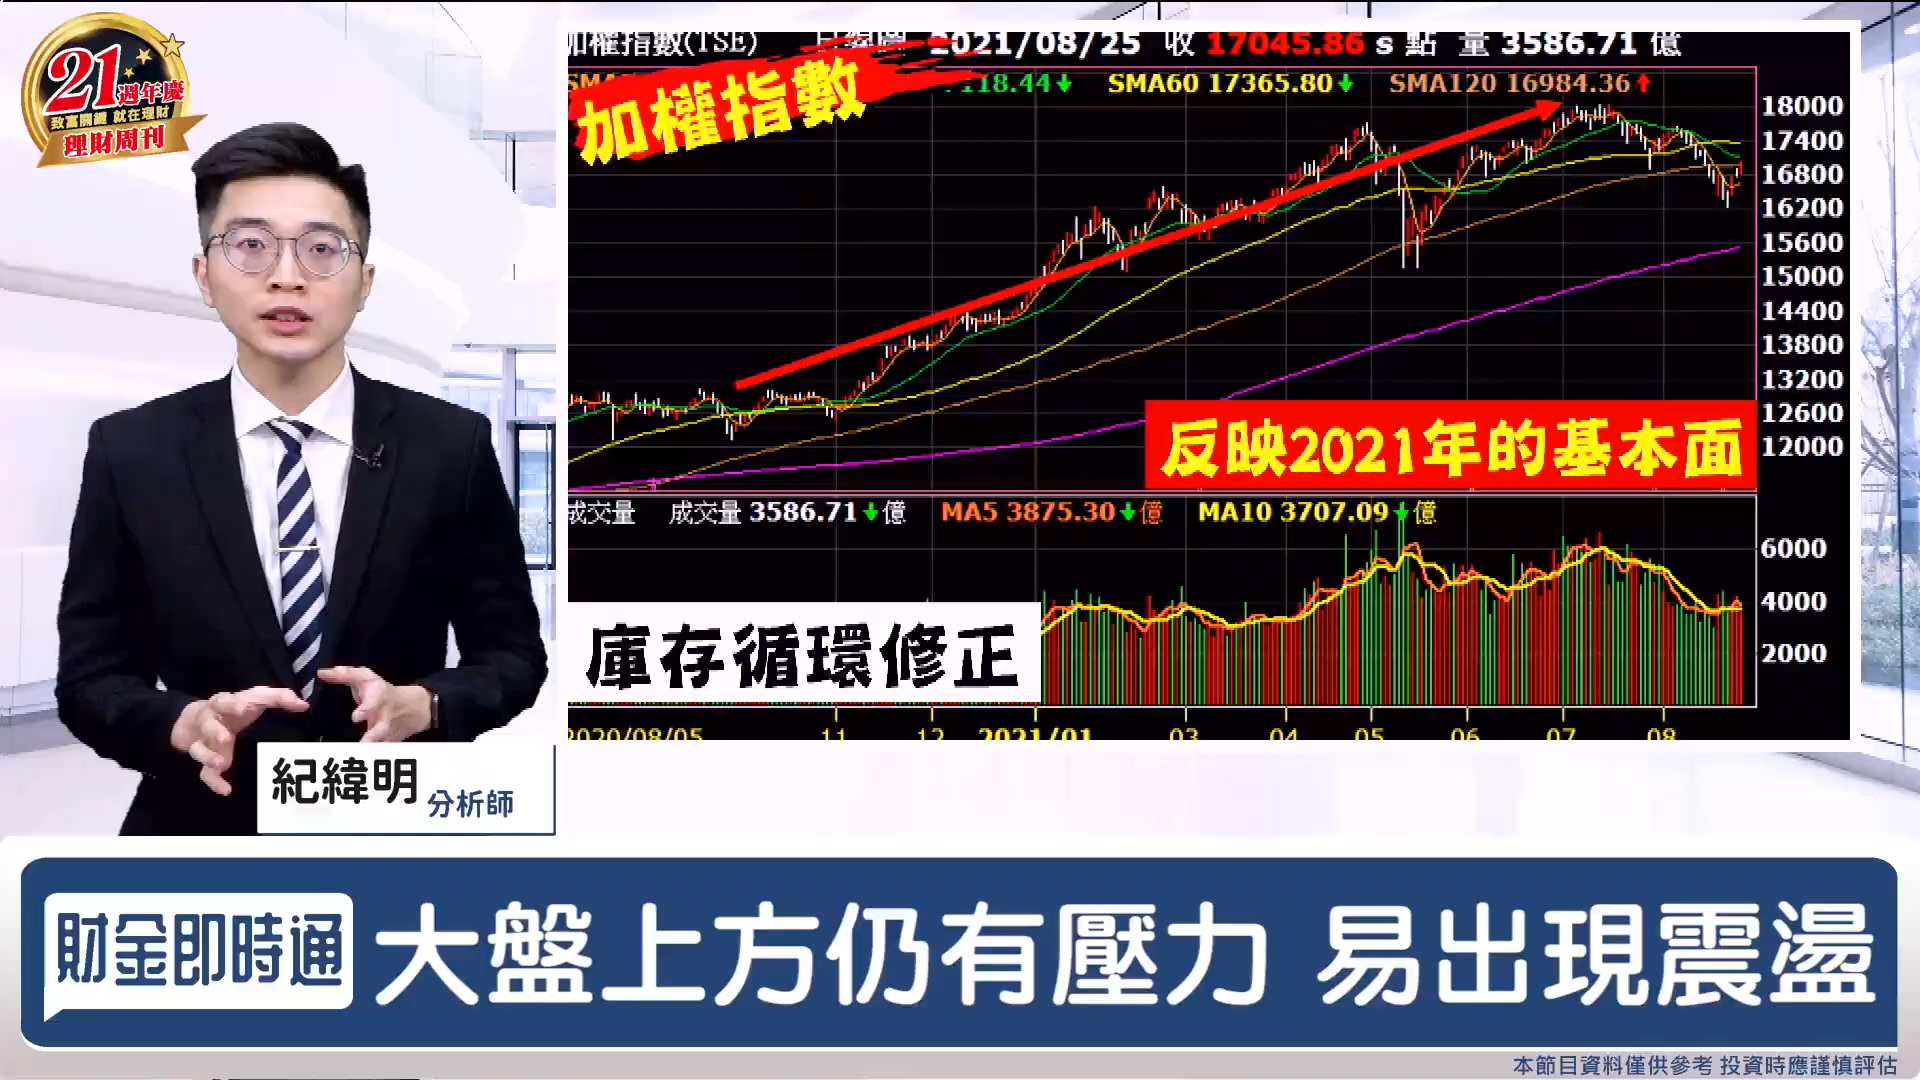 21週年慶
致富關鍵 就在理財
理財周刊
加權指數(TSE) 日線圖 2021/08/25 收 17045.86 s 點 量 3586.71 億
118.44↓ SMA60 17365.80↓ SMA120 16984.36↑
加權指數
18000
17400
16800
16200
15600
15000
14400
13800
13200
12600
12000
反映2021年的基本面
成交量 成交量 3586.71↓億 MA5 3875.30↓億 MA10 3707.09↓億
6000
4000
2000
庫存循環修正
2020/08/05 11 12 2021/01 03 04 05 06 07 08
紀緯明 分析師
財金即時通
大盤上方仍有壓力 易出現震盪
本節目資料僅供參考 投資時應謹慎評估